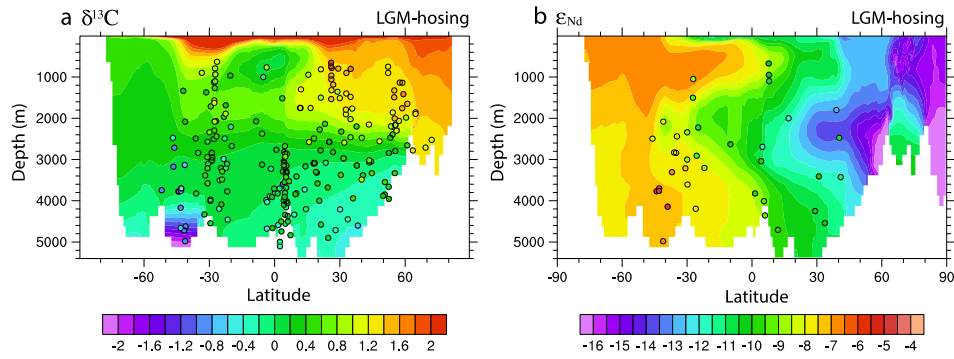 a δ¹³C LGM-hosing
b εNd LGM-hosing
1000
2000
3000
4000
5000
Depth (m)
-60 -30 0 30 60
Latitude
-2 -1.6 -1.2 -0.8 -0.4 0 0.4 0.8 1.2 1.6 2
1000
2000
3000
4000
5000
Depth (m)
-90 -60 -30 0 30 60 90
Latitude
-16 -15 -14 -13 -12 -11 -10 -9 -8 -7 -6 -5 -4